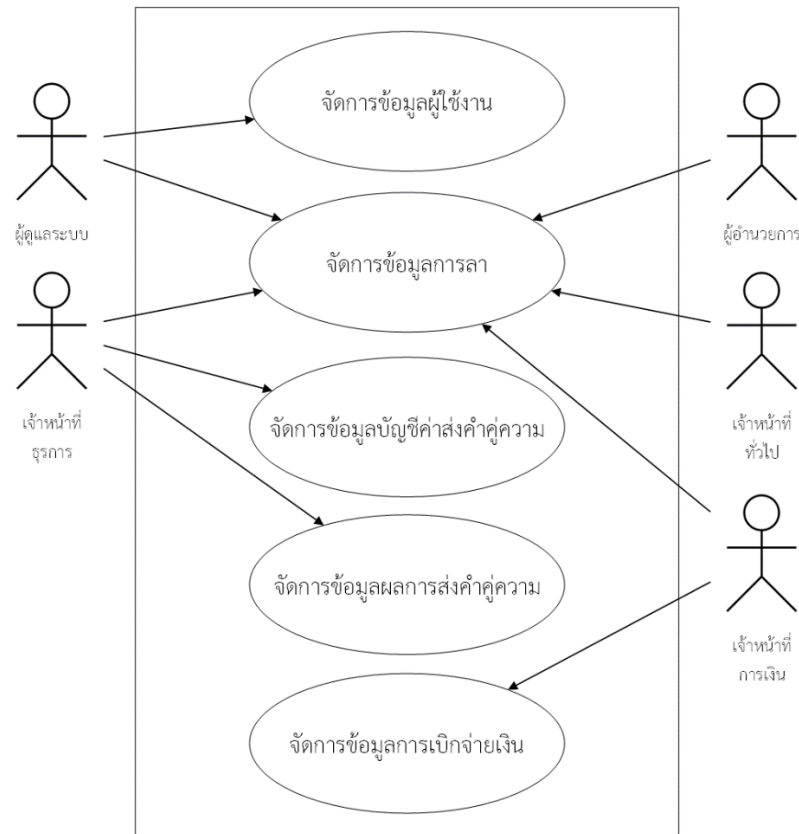 จัดการข้อมูลผู้ใช้งาน
ผู้ดูแลระบบ
ผู้อำนวยการ
จัดการข้อมูลการลา
เจ้าหน้าที่
ธุรการ
จัดการข้อมูลบัญชีค่าส่งคำคู่ความ
เจ้าหน้าที่
ทั่วไป
จัดการข้อมูลผลการส่งคำคู่ความ
เจ้าหน้าที่
การเงิน
จัดการข้อมูลการเบิกจ่ายเงิน